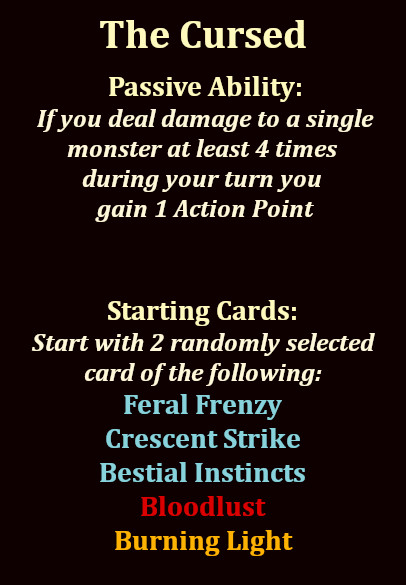 The Cursed
Passive Ability:
If you deal damage to a single
monster at least 4 times
during your turn you
gain 1 Action Point
Starting Cards:
Start with 2 randomly selected
card of the following:
Feral Frenzy
Crescent Strike
Bestial Instincts
Bloodlust
Burning Light